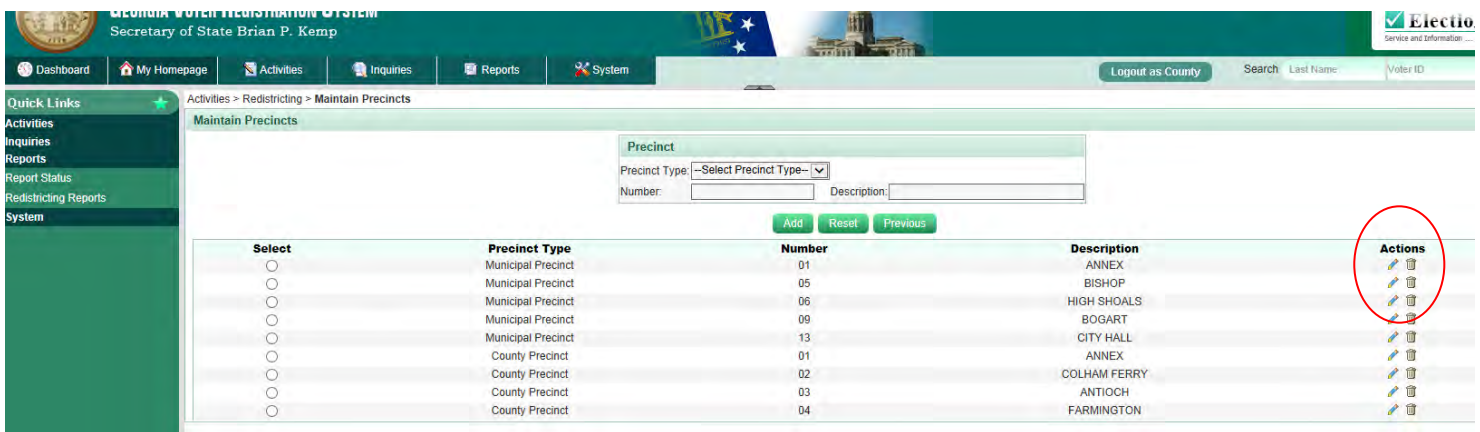 GEORGIA VOTER REGISTRATION SYSTEM
Secretary of State Brian P. Kemp
Election
Service and Information ....
Dashboard My Homepage Activities Inquiries Reports System Logout as County Search Last Name Voter ID
Quick Links
Activities
Inquiries
Reports
Report Status
Redistricting Reports
System
Activities > Redistricting > Maintain Precincts
Maintain Precincts
Precinct
Precinct Type: --Select Precinct Type--
Number: Description:
Add Reset Previous
Select Precinct Type Number Description Actions
Municipal Precinct 01 ANNEX
Municipal Precinct 05 BISHOP
Municipal Precinct 06 HIGH SHOALS
Municipal Precinct 09 BOGART
Municipal Precinct 13 CITY HALL
County Precinct 01 ANNEX
County Precinct 02 COLHAM FERRY
County Precinct 03 ANTIOCH
County Precinct 04 FARMINGTON